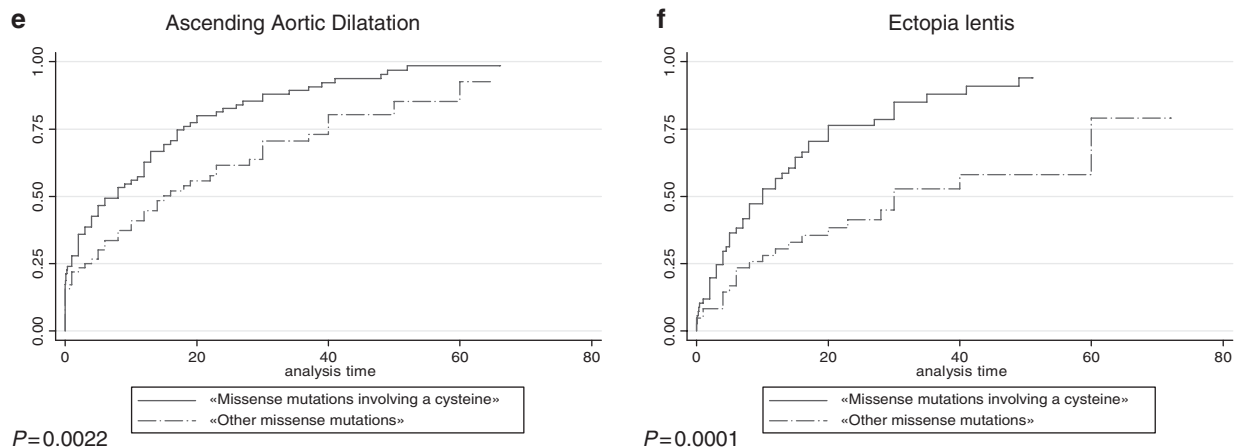 e
Ascending Aortic Dilatation
1.00
0.75
0.50
0.25
0.00
0 20 40 60 80
analysis time
«Missense mutations involving a cysteine»
«Other missense mutations»
P=0.0022
f
Ectopia lentis
1.00
0.75
0.50
0.25
0.00
0 20 40 60 80
analysis time
«Missense mutations involving a cysteine»
«Other missense mutations»
P=0.0001